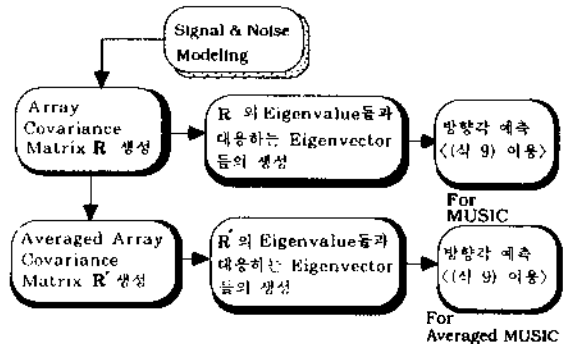 Signal & Noise
Modeling
Array
Covariance
Matrix R 생성
R 의 Eigenvalue들과
대응하는 Eigenvector
들의 생성
방향각 예측
<(식 9) 이용>
For
MUSIC
Averaged Array
Covariance
Matrix R' 생성
R' 의 Eigenvalue들과
대응하는 Eigenvector
들의 생성
방향각 예측
<(식 9) 이용>
For
Averaged MUSIC